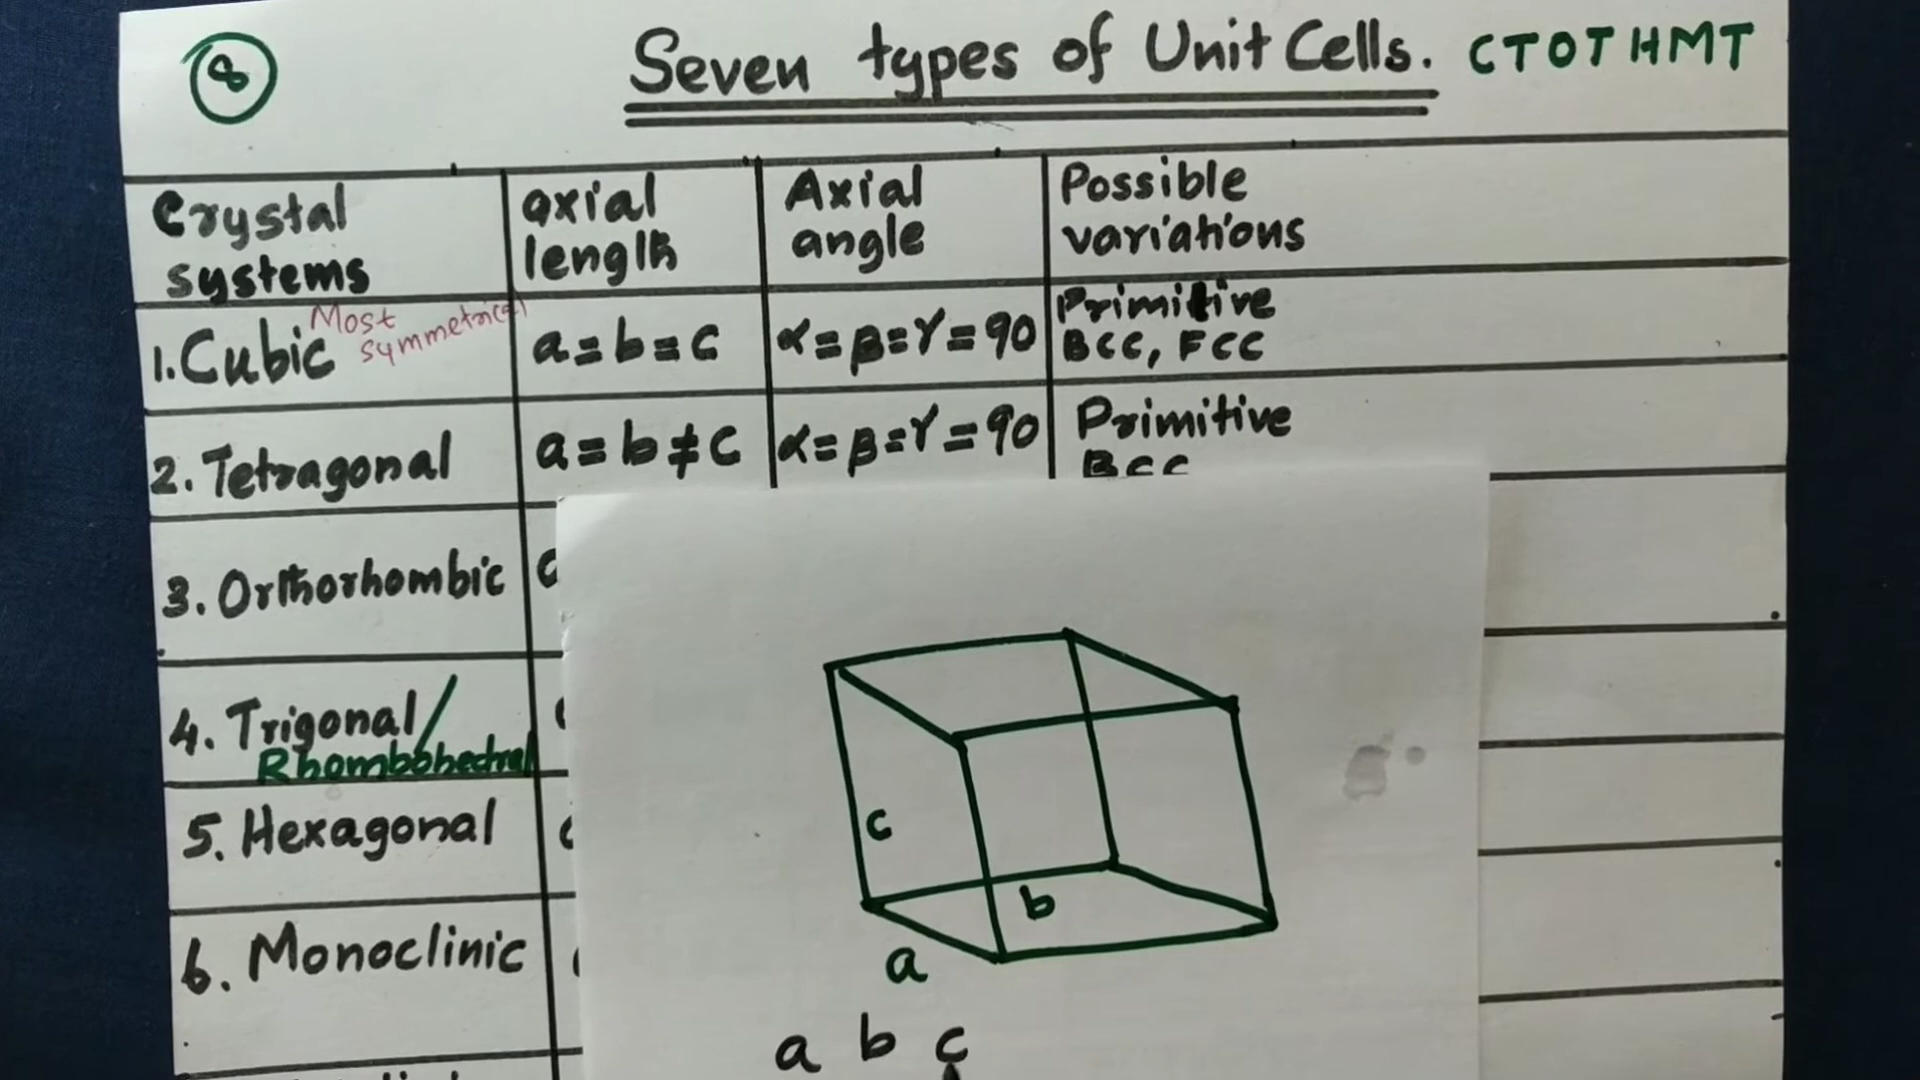 8
Seven types of Unit Cells. CTOTHMT
Crystal systems
axial length
Axial angle
Possible variations
1. Cubic Most symmetrical
a = b = c
α = β = γ = 90
Primitive
BCC, FCC
2. Tetragonal
a = b ≠ c
α = β = γ = 90
Primitive
BCC
3. Orthorhombic
4. Trigonal/
Rhombohedral
5. Hexagonal
6. Monoclinic
c
b
a
a b c